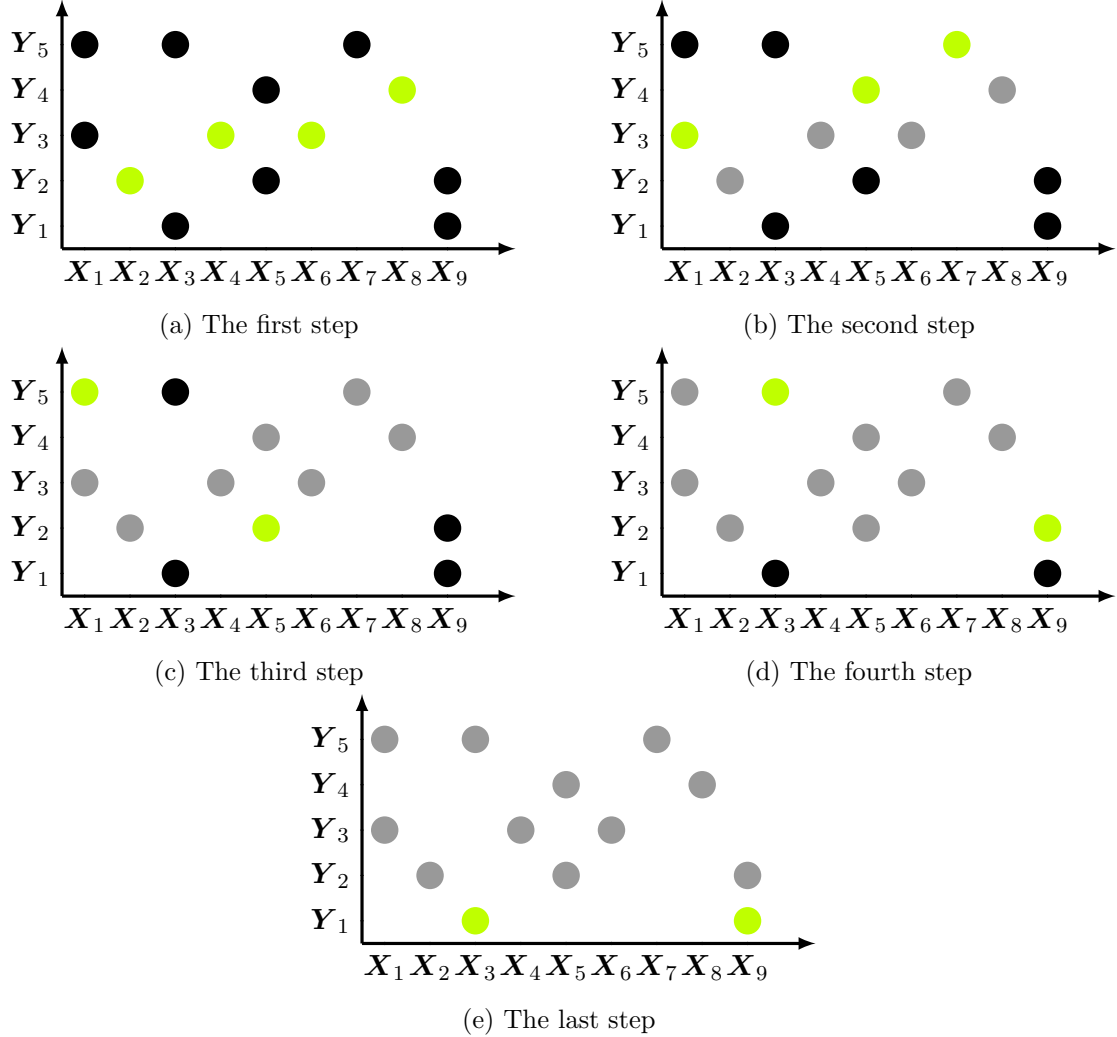 Y5
Y4
Y3
Y2
Y1
X1 X2 X3 X4 X5 X6 X7 X8 X9
(a) The first step
Y5
Y4
Y3
Y2
Y1
X1 X2 X3 X4 X5 X6 X7 X8 X9
(b) The second step
Y5
Y4
Y3
Y2
Y1
X1 X2 X3 X4 X5 X6 X7 X8 X9
(c) The third step
Y5
Y4
Y3
Y2
Y1
X1 X2 X3 X4 X5 X6 X7 X8 X9
(d) The fourth step
Y5
Y4
Y3
Y2
Y1
X1 X2 X3 X4 X5 X6 X7 X8 X9
(e) The last step